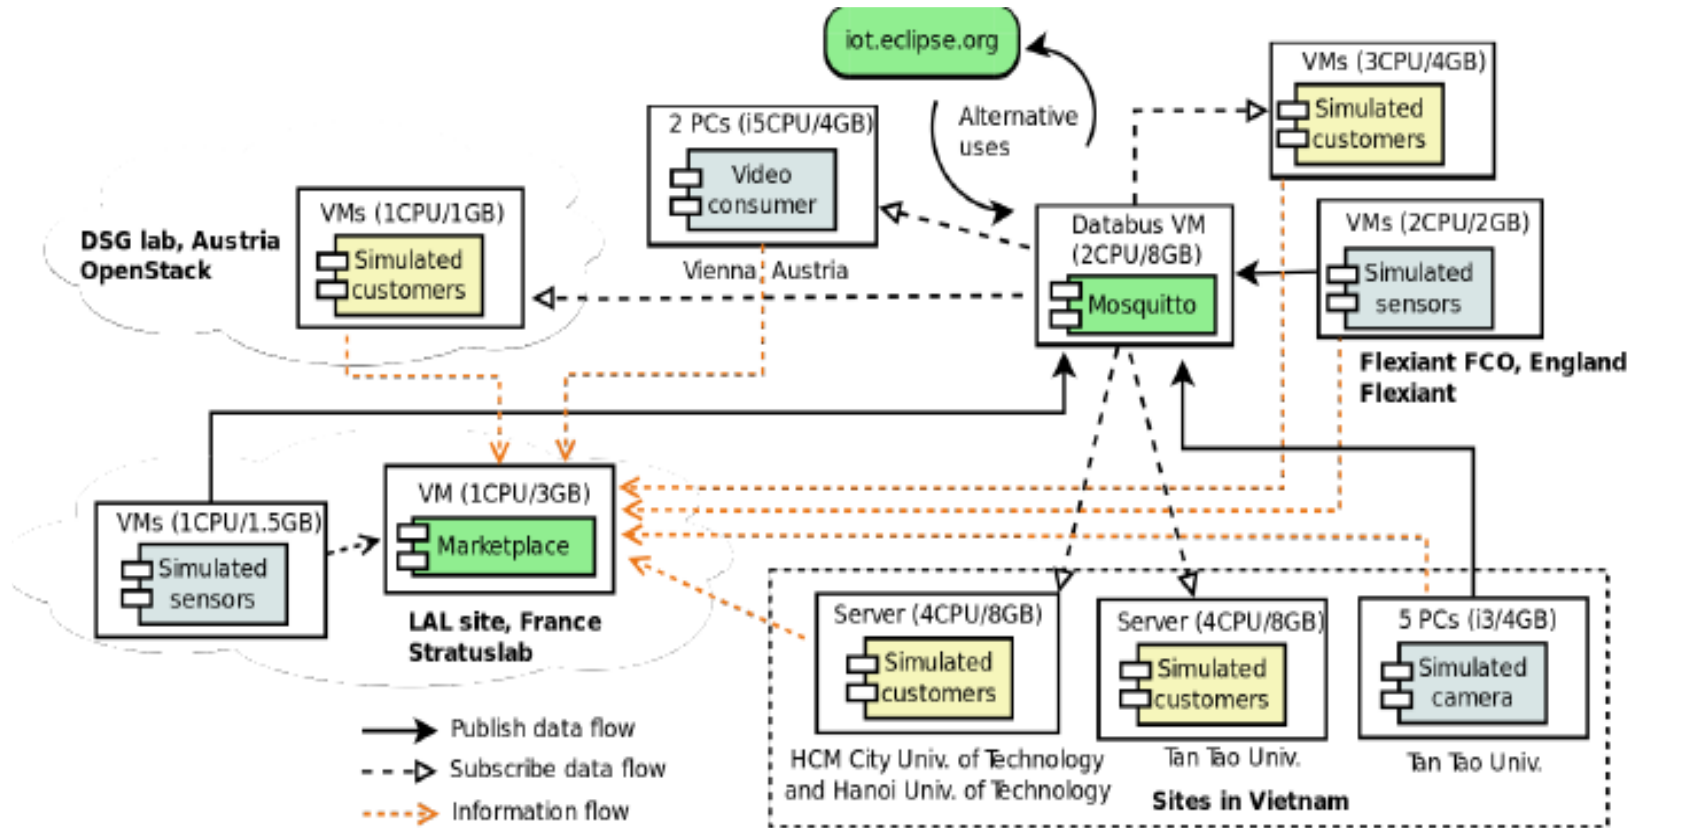 iot.eclipse.org
Alternative
uses
VMs (3CPU/4GB)
Simulated
customers
2 PCs (i5CPU/4GB)
Video
consumer
Vienna Austria
VMs (1CPU/1GB)
Simulated
customers
DSG lab, Austria
OpenStack
Databus VM
(2CPU/8GB)
Mosquitto
VMs (2CPU/2GB)
Simulated
sensors
Flexiant FCO, England
Flexiant
VMs (1CPU/1.5GB)
Simulated
sensors
VM (1CPU/3GB)
Marketplace
LAL site, France
Stratuslab
Server (4CPU/8GB)
Simulated
customers
HCM City Univ. of Technology
and Hanoi Univ. of Technology
Server (4CPU/8GB)
Simulated
customers
Tan Tao Univ.
5 PCs (i3/4GB)
Simulated
camera
Tan Tao Univ.
Sites in Vietnam
Publish data flow
Subscribe data flow
Information flow